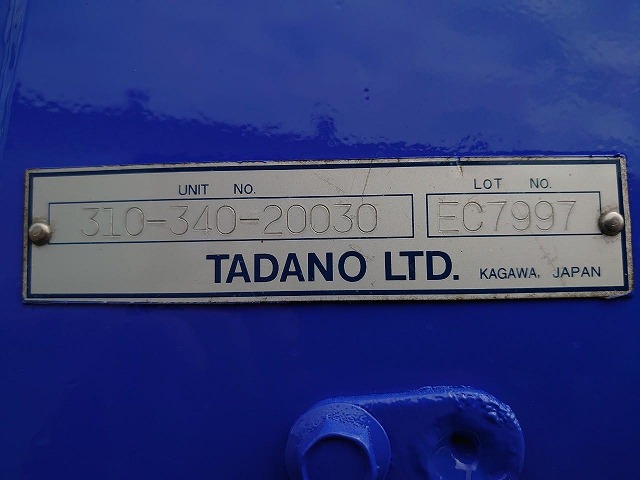 UNIT NO. LOT NO.
310-340-20030 EC7997
TADANO LTD. KAGAWA, JAPAN